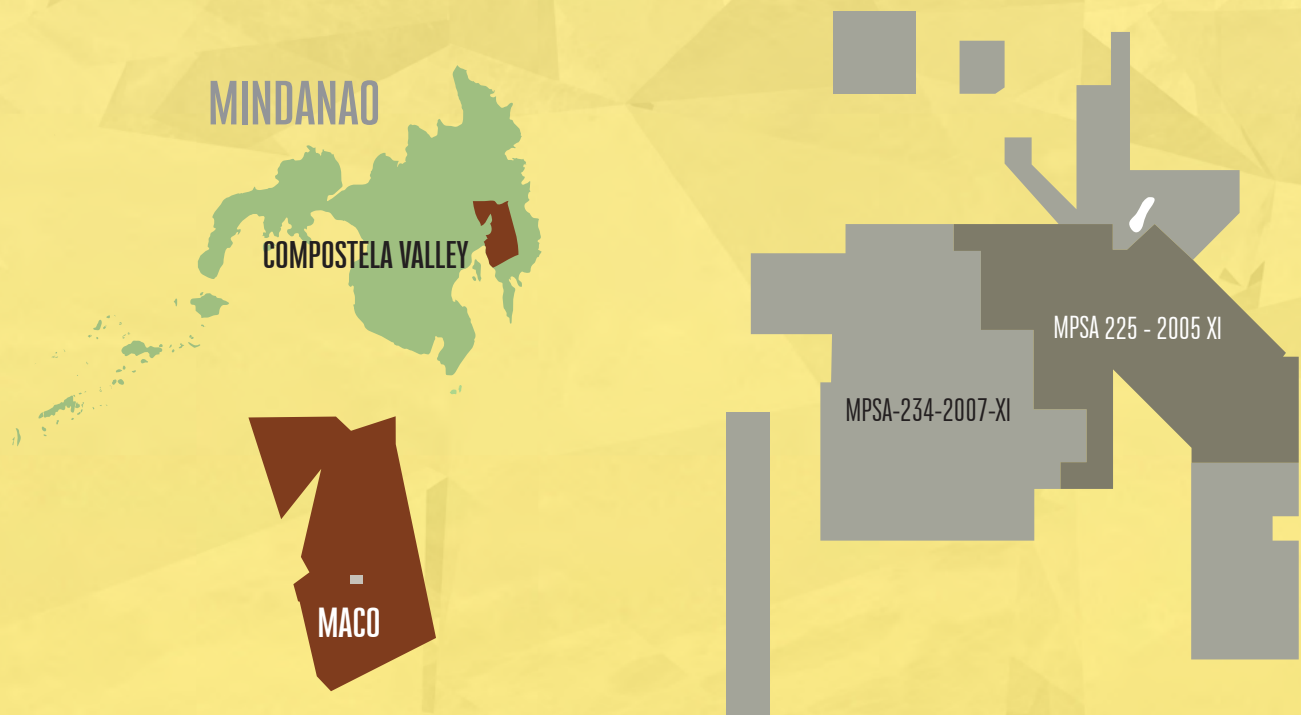 MINDANAO
COMPOSTELA VALLEY
MACO
MPSA 225 - 2005 XI
MPSA-234-2007-XI